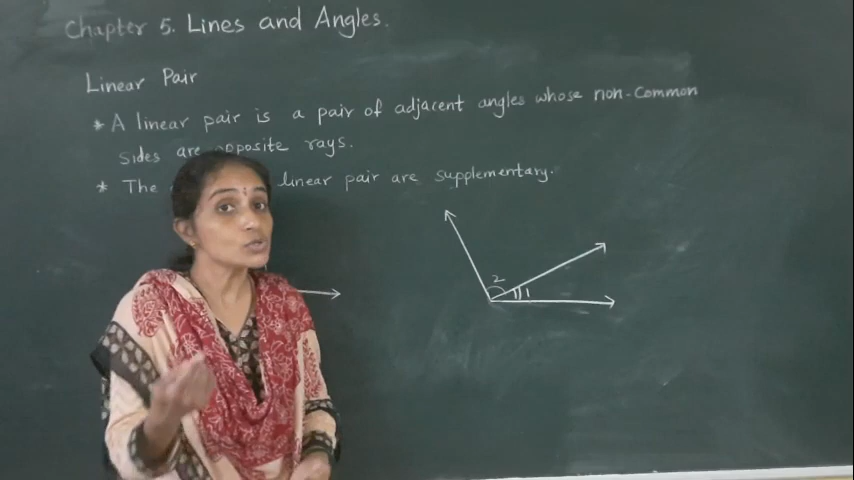 Chapter 5. Lines and Angles.
Linear Pair
* A linear pair is a pair of adjacent angles whose non-common
sides are opposite rays.
* The linear pair are supplementary.
2
1